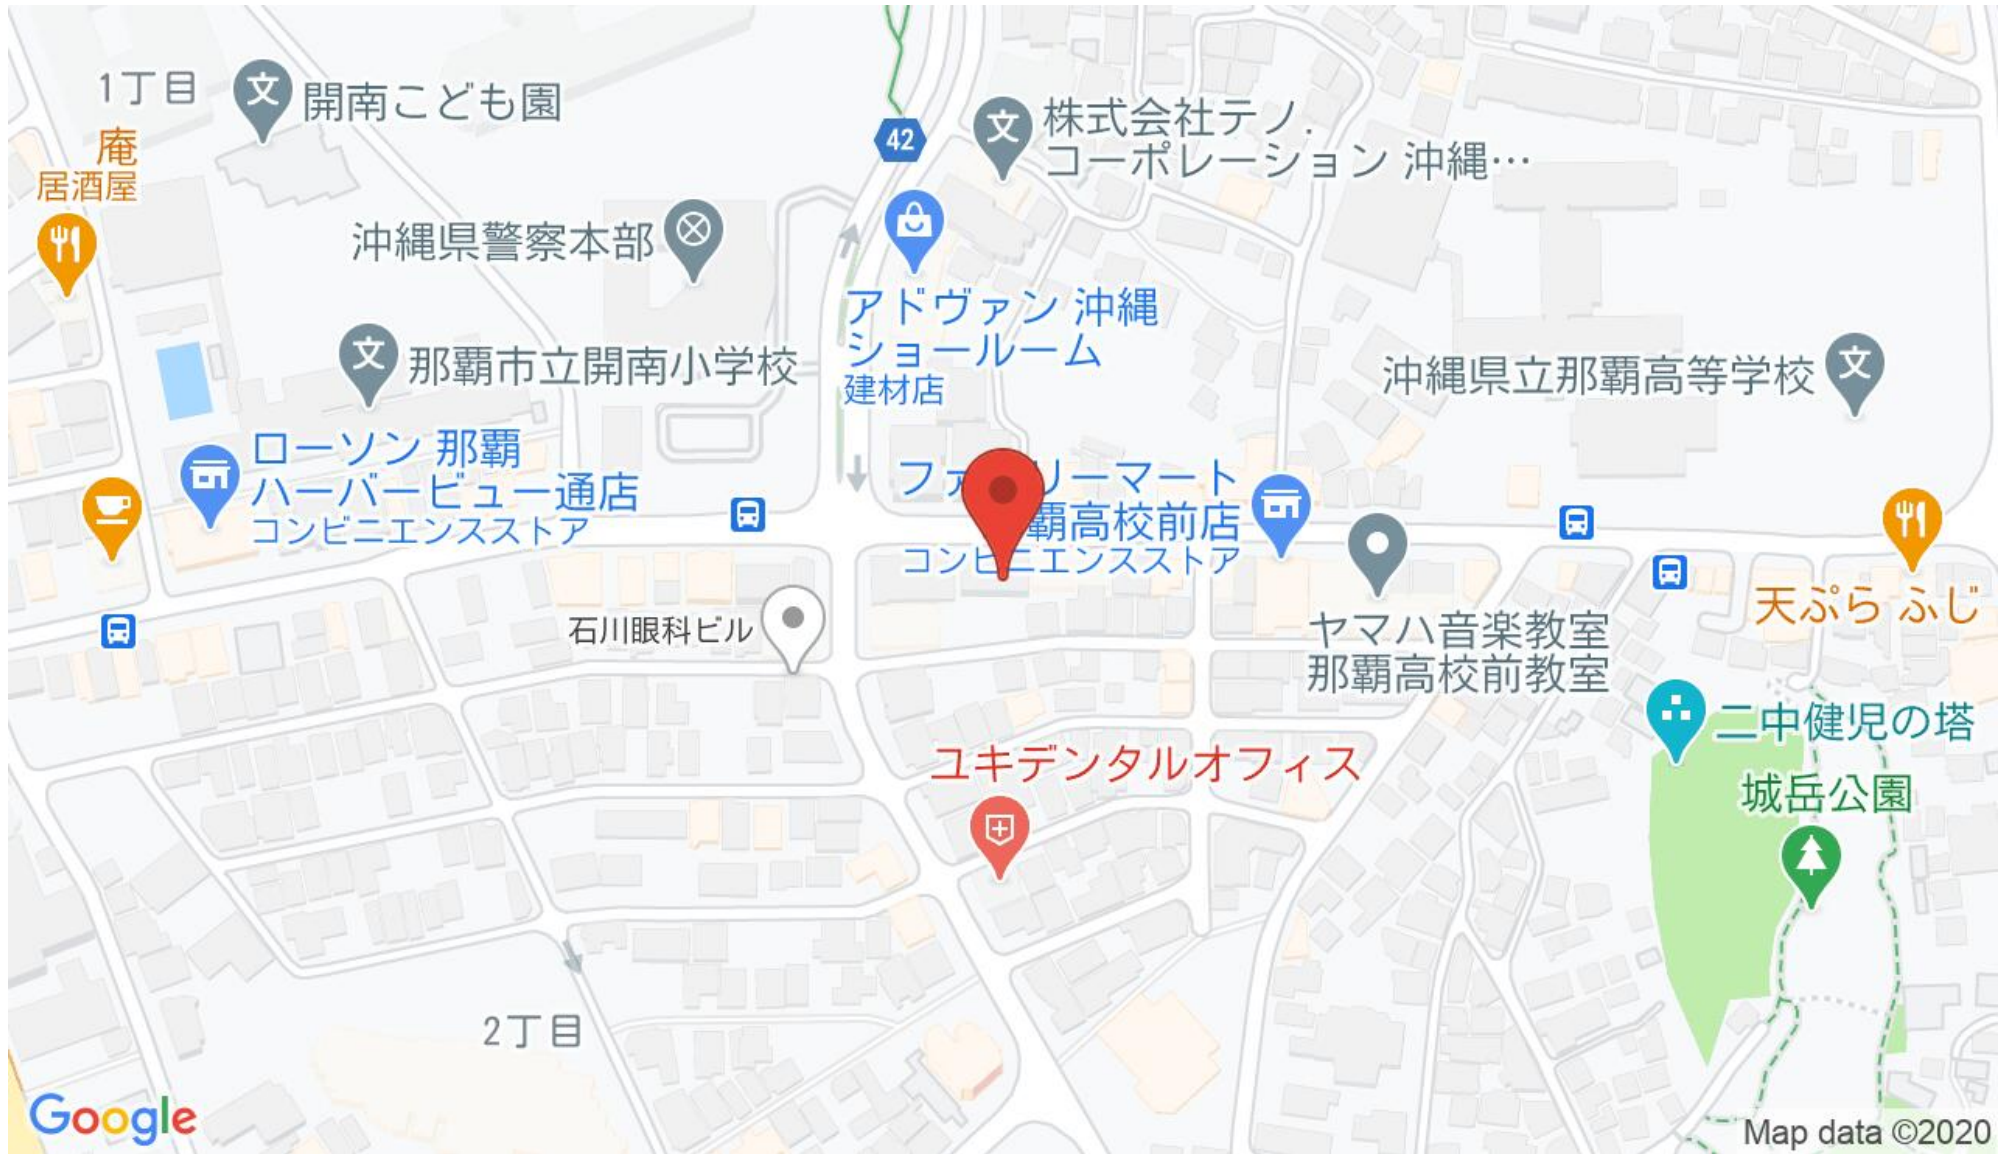 1丁目
開南こども園
庵
居酒屋
42
株式会社テノ.
コーポレーション 沖縄…
沖縄県警察本部
アドヴァン 沖縄
ショールーム
建材店
那覇市立開南小学校
沖縄県立那覇高等学校
ローソン 那覇
ハーバービュー通店
コンビニエンスストア
ファ リーマート
覇高校前店
コンビニエンスストア
石川眼科ビル
ヤマハ音楽教室
那覇高校前教室
天ぷら ふじ
二中健児の塔
城岳公園
ユキデンタルオフィス
2丁目
Google
Map data ©2020